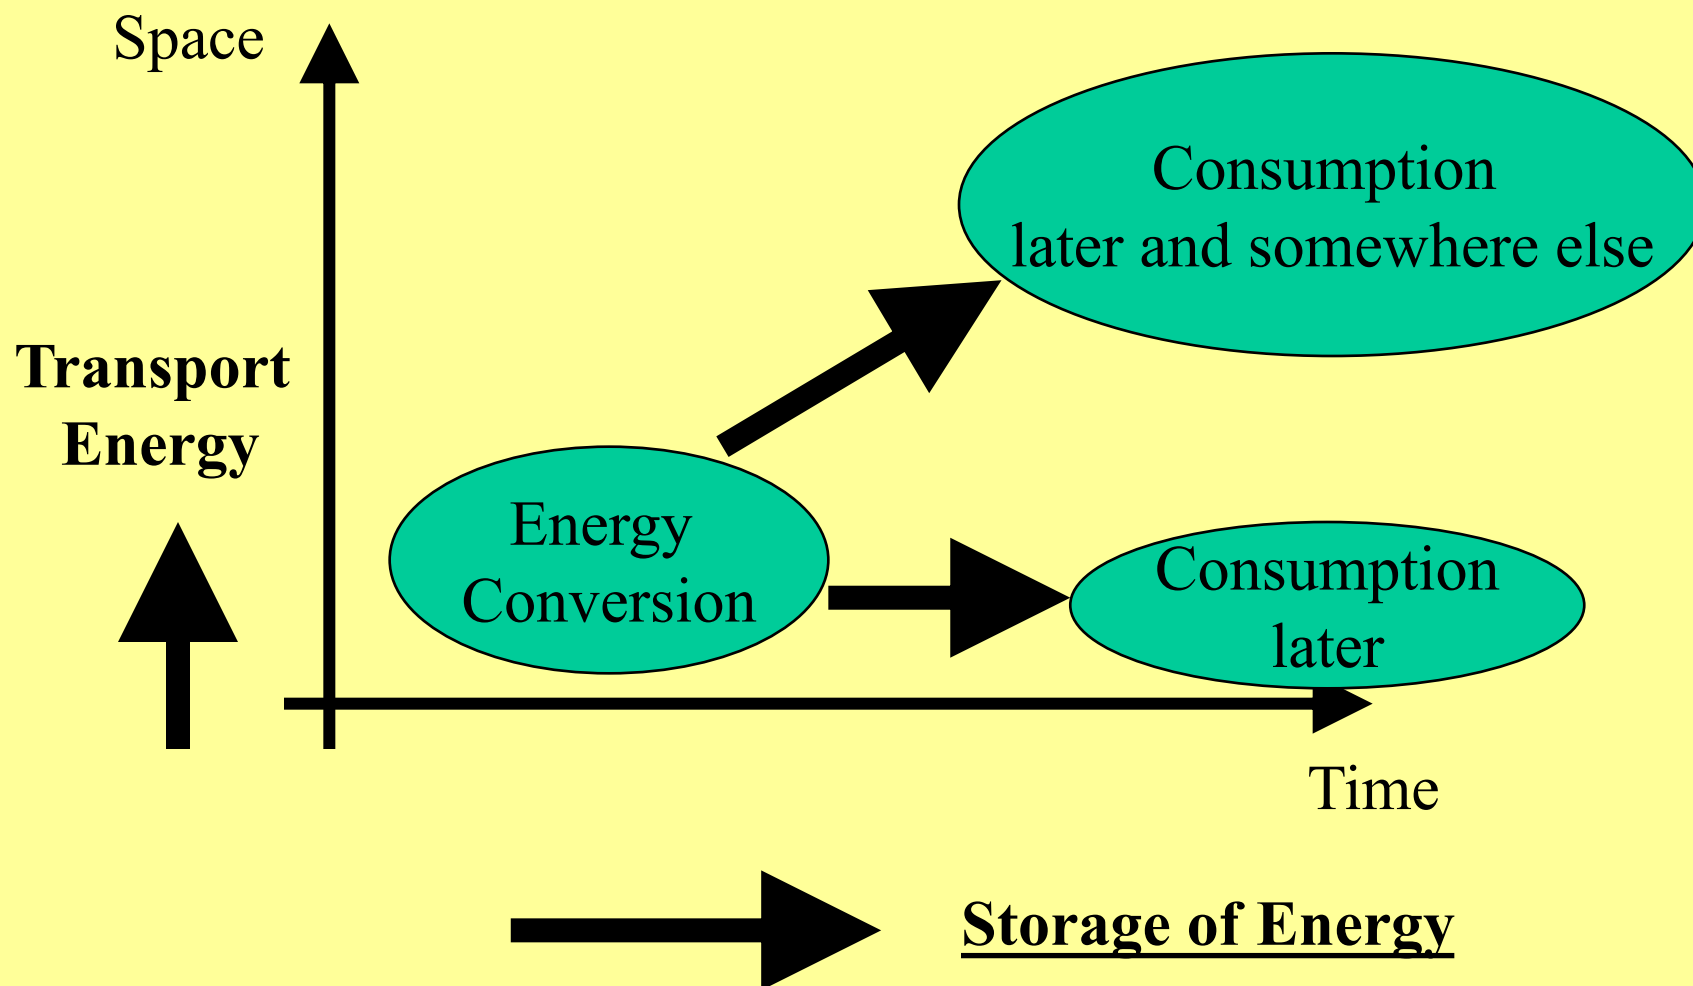 Space
Consumption
later and somewhere else
Transport
Energy
Energy
Conversion
Consumption
later
Time
Storage of Energy